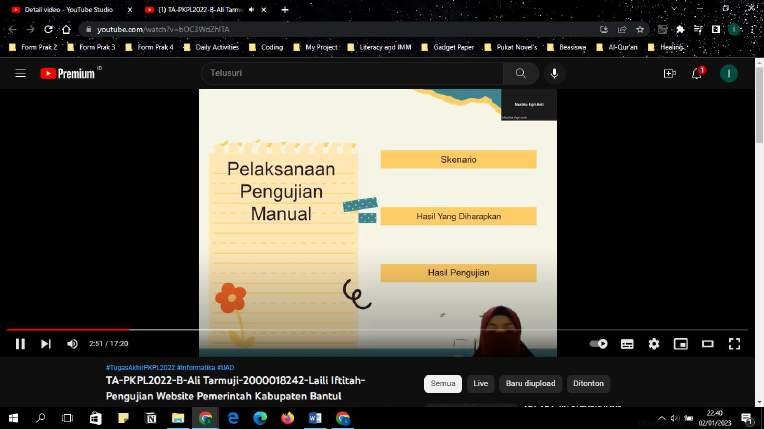 Detail video - YouTube Studio
(1) TA-PKPL2022-B-Ali Tarm
youtube.com/watch?v=bOC3WdZhlTA
Form Prak 2
Form Prak 3
Form Prak 4
Daily Activities
Coding
My Project
Literacy and IMM
Gadget Paper
Pukat Novel's
Beasiswa
Al-Qur'an
Healing
Premium
ID
Telusuri
1
I
Pelaksanaan
Pengujian
Manual
Skenario
Hasil Yang Diharapkan
Hasil Pengujian
2:51 / 17:20
#TugasAkhirPKPL2022 #Informatika #UAD
TA-PKPL2022-B-Ali Tarmuji-2000018242-Laili Iftitah-
Pengujian Website Pemerintah Kabupaten Bantul
Semua
Live
Baru diupload
Ditonton
22.40
02/01/2023